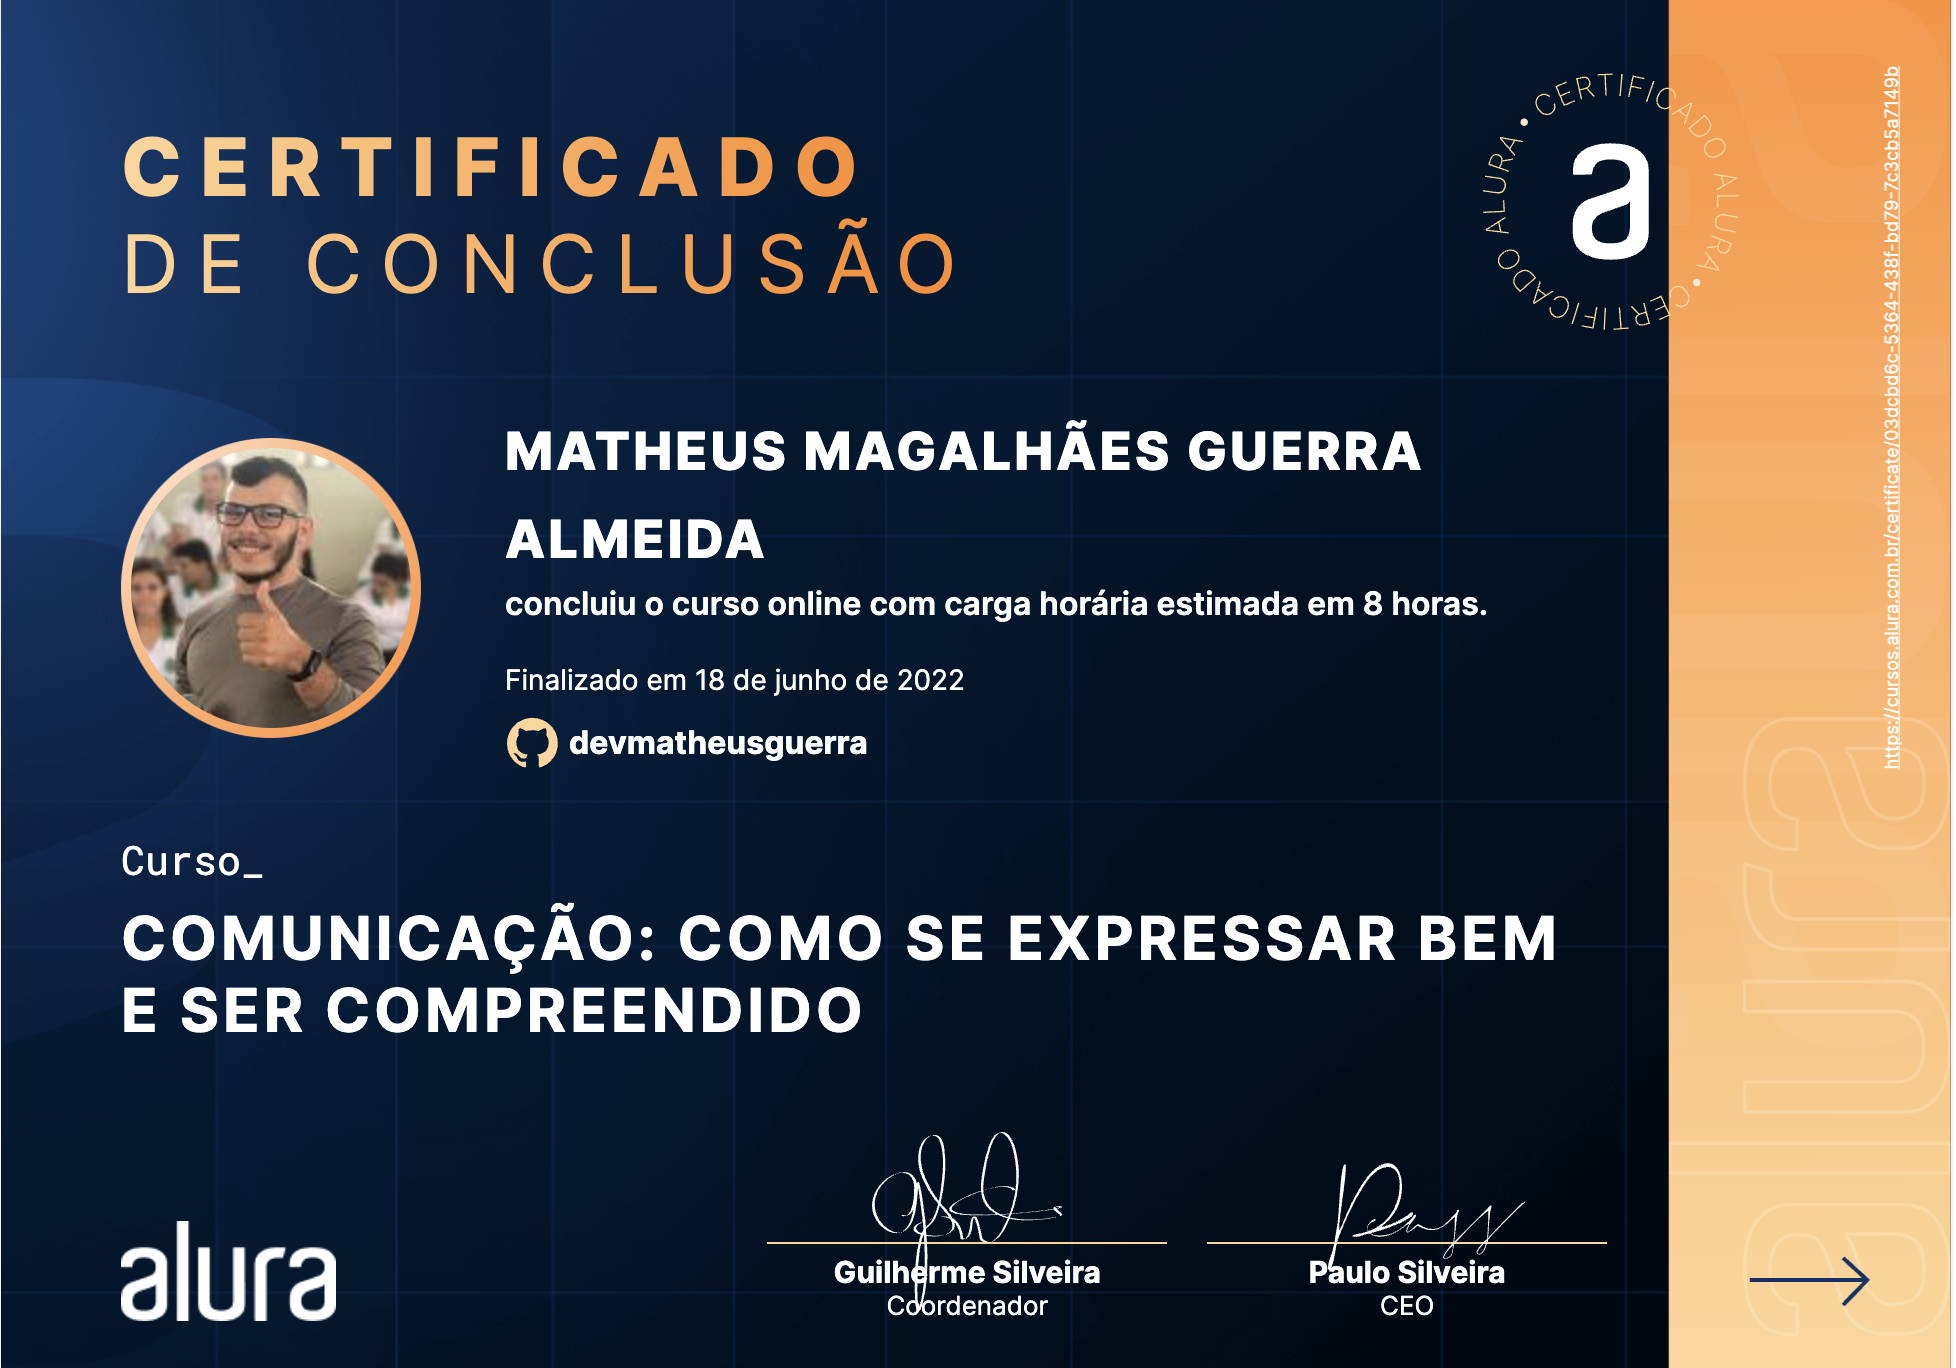 CERTIFICADO
DE CONCLUSÃO
CERTIFICADO ALURA • CERTIFICADO ALURA •
a
MATHEUS MAGALHÃES GUERRA
ALMEIDA
concluiu o curso online com carga horária estimada em 8 horas.
Finalizado em 18 de junho de 2022
devmatheusguerra
Curso_
COMUNICAÇÃO: COMO SE EXPRESSAR BEM
E SER COMPREENDIDO
alura
Guilherme Silveira
Coordenador
Paulo Silveira
CEO
https://cursos.alura.com.br/certificate/03dcbd6c-5364-438f-bd79-7c3cb5a7149b
alura